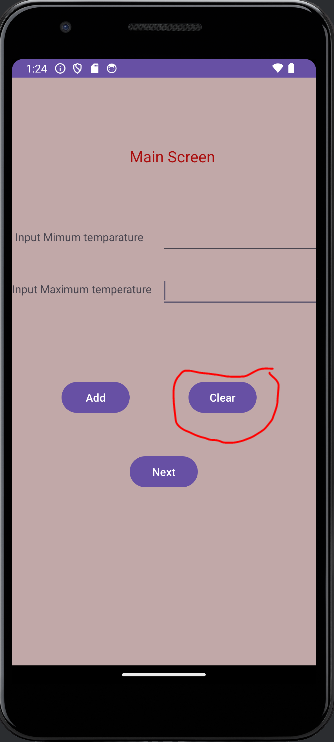 1:24
Main Screen
Input Mimum temparature
Input Maximum temperature
Add Clear
Next